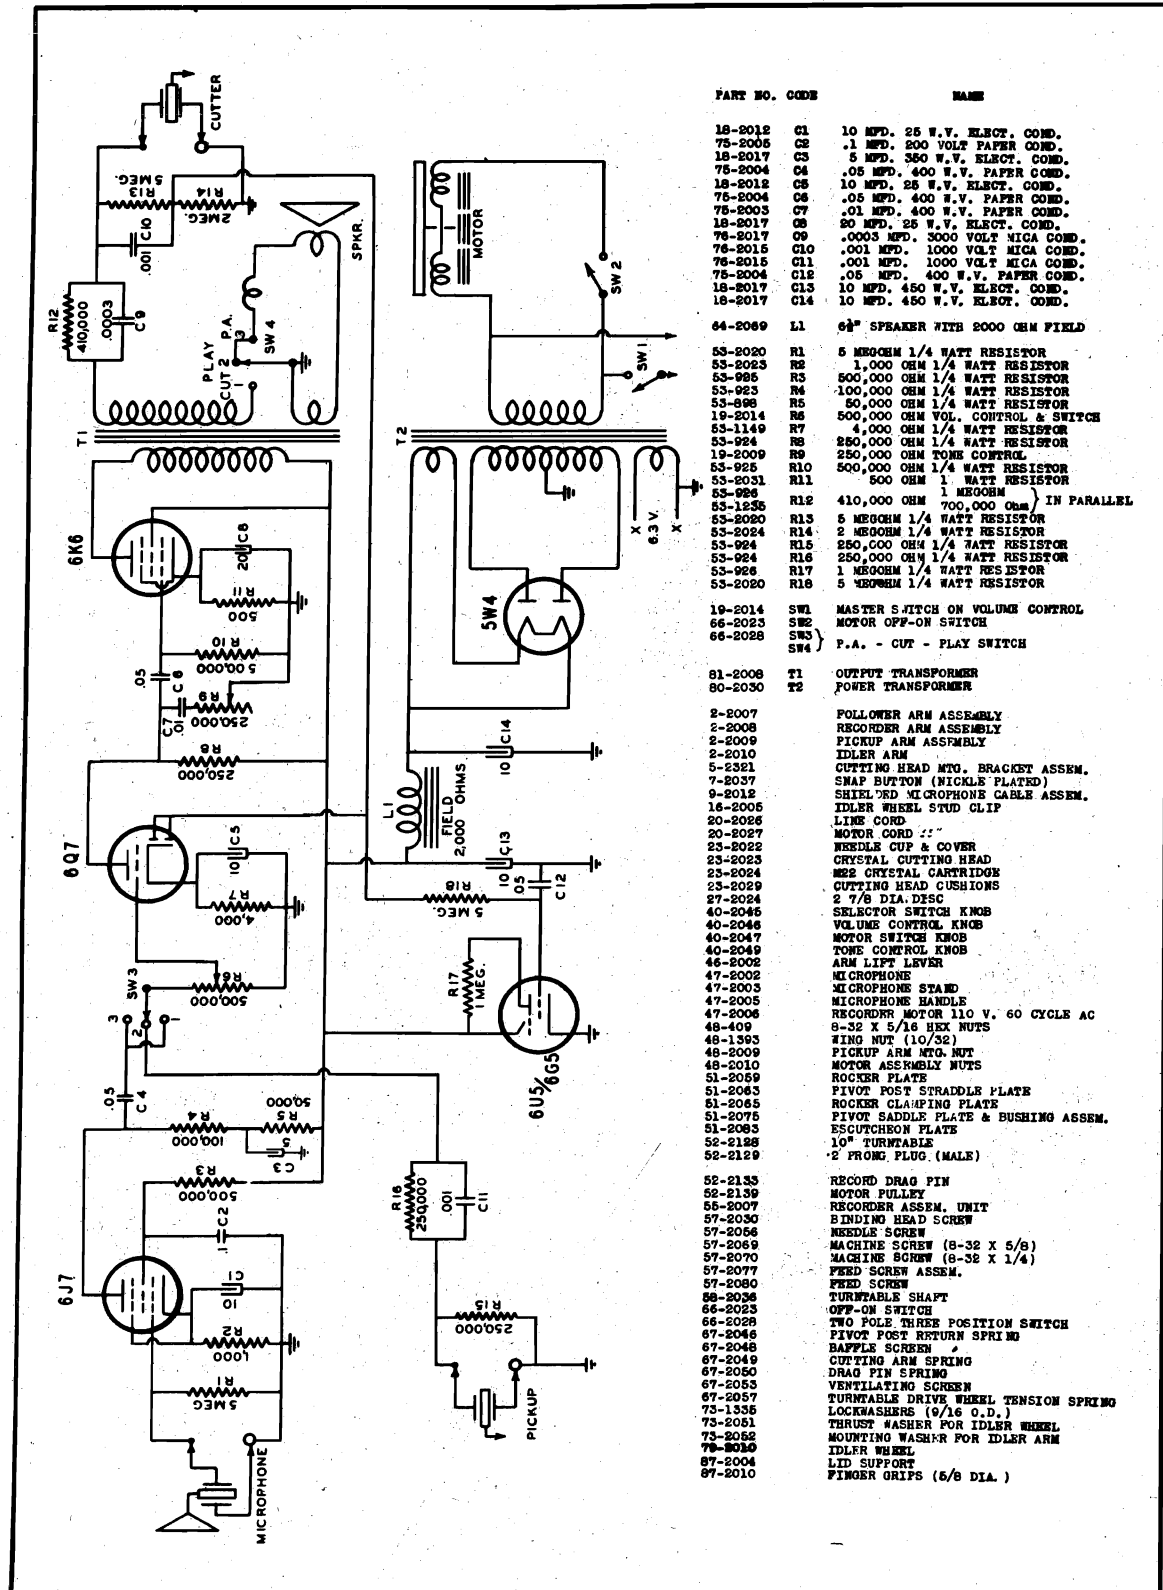 CUTTER
5 MEG.
R13
R14
2MEG.
C10
.001
SPKR.
R12
410,000
.0003
C9
P.A.
3
SW 4
PLAY
2
CUT
1
T1
MOTOR
SW 2
SW 1
T2
6.3 V.
X
X
6K6
20
C8
R11
500
R10
500,000
.05
C6
C7
.01
R9
250,000
R8
250,000
5W4
6Q7
10
C5
R7
4,000
R6
500,000
SW 3
3
2
1
L1
FIELD
2,000 OHMS
10
C14
10
C13
.05
C12
R18
5 MEG.
R17
1 MEG.
6U5/6G5
.05
C4
R4
100,000
R5
50,000
5
C3
R3
500,000
6J7
.1
C2
C1
10
R2
1,000
R1
5 MEG
MICROPHONE
R16
250,000
.001
C11
R15
250,000
PICKUP
PART NO. CODE NAME
18-2012 C1 10 MFD. 25 W.V. ELECT. COND.
75-2005 C2 .1 MFD. 200 VOLT PAPER COND.
18-2017 C3 5 MFD. 350 W.V. ELECT. COND.
75-2004 C4 .05 MFD. 400 W.V. PAPER COND.
18-2012 C5 10 MFD. 25 W.V. ELECT. COND.
75-2004 C6 .05 MFD. 400 W.V. PAPER COND.
75-2003 C7 .01 MFD. 400 W.V. PAPER COND.
18-2017 C8 20 MFD. 25 W.V. ELECT. COND.
76-2017 C9 .0003 MFD. 3000 VOLT MICA COND.
76-2015 C10 .001 MFD. 1000 VOLT MICA COND.
76-2015 C11 .001 MFD. 1000 VOLT MICA COND.
75-2004 C12 .05 MFD. 400 W.V. PAPER COND.
18-2017 C13 10 MFD. 450 W.V. ELECT. COND.
18-2017 C14 10 MFD. 450 W.V. ELECT. COND.
64-2069 L1 6½" SPEAKER WITH 2000 OHM FIELD
53-2020 R1 5 MEGOHM 1/4 WATT RESISTOR
53-2023 R2 1,000 OHM 1/4 WATT RESISTOR
53-925 R3 500,000 OHM 1/4 WATT RESISTOR
53-923 R4 100,000 OHM 1/4 WATT RESISTOR
53-898 R5 50,000 OHM 1/4 WATT RESISTOR
19-2014 R6 500,000 OHM VOL. CONTROL & SWITCH
53-1149 R7 4,000 OHM 1/4 WATT RESISTOR
53-924 R8 250,000 OHM 1/4 WATT RESISTOR
19-2009 R9 250,000 OHM TONE CONTROL
53-925 R10 500,000 OHM 1/4 WATT RESISTOR
53-2031 R11 500 OHM 1 WATT RESISTOR
53-926 1 MEGOHM
R12 410,000 OHM IN PARALLEL
53-1235 700,000 Ohm
53-2020 R13 5 MEGOHM 1/4 WATT RESISTOR
53-2024 R14 2 MEGOHM 1/4 WATT RESISTOR
53-924 R15 250,000 OHM 1/4 WATT RESISTOR
53-924 R16 250,000 OHM 1/4 WATT RESISTOR
53-926 R17 1 MEGOHM 1/4 WATT RESISTOR
53-2020 R18 5 MEGOHM 1/4 WATT RESISTOR
19-2014 SW1 MASTER SWITCH ON VOLUME CONTROL
66-2023 SW2 MOTOR OFF-ON SWITCH
66-2028 SW3
SW4 P.A. - CUT - PLAY SWITCH
81-2008 T1 OUTPUT TRANSFORMER
80-2030 T2 POWER TRANSFORMER
2-2007 FOLLOWER ARM ASSEMBLY
2-2008 RECORDER ARM ASSEMBLY
2-2009 PICKUP ARM ASSEMBLY
2-2010 IDLER ARM
5-2321 CUTTING HEAD MTG. BRACKET ASSEM.
7-2037 SNAP BUTTON (NICKLE PLATED)
9-2012 SHIELDED MICROPHONE CABLE ASSEM.
16-2005 IDLER WHEEL STUD CLIP
20-2026 LINE CORD
20-2027 MOTOR CORD
23-2022 NEEDLE CUP & COVER
23-2023 CRYSTAL CUTTING HEAD
23-2024 M22 CRYSTAL CARTRIDGE
23-2029 CUTTING HEAD CUSHIONS
27-2024 2 7/8 DIA. DISC
40-2045 SELECTOR SWITCH KNOB
40-2046 VOLUME CONTROL KNOB
40-2047 MOTOR SWITCH KNOB
40-2049 TONE CONTROL KNOB
46-2002 ARM LIFT LEVER
47-2002 MICROPHONE
47-2003 MICROPHONE STAND
47-2005 MICROPHONE HANDLE
47-2006 RECORDER MOTOR 110 V. 60 CYCLE AC
48-409 8-32 X 5/16 HEX NUTS
48-1393 WING NUT (10/32)
48-2009 PICKUP ARM MTG. NUT
48-2010 MOTOR ASSEMBLY NUTS
51-2059 ROCKER PLATE
51-2063 PIVOT POST STRADDLE PLATE
51-2065 ROCKER CLAMPING PLATE
51-2075 PIVOT SADDLE PLATE & BUSHING ASSEM.
51-2083 ESCUTCHEON PLATE
52-2128 10" TURNTABLE
52-2129 2 PRONG PLUG (MALE)
52-2133 RECORD DRAG PIN
52-2139 MOTOR PULLEY
55-2007 RECORDER ASSEM. UNIT
57-2030 BINDING HEAD SCREW
57-2056 NEEDLE SCREW
57-2069 MACHINE SCREW (8-32 X 5/8)
57-2070 MACHINE SCREW (8-32 X 1/4)
57-2077 FEED SCREW ASSEM.
57-2080 FEED SCREW
58-2036 TURNTABLE SHAFT
66-2023 OFF-ON SWITCH
66-2028 TWO POLE THREE POSITION SWITCH
67-2046 PIVOT POST RETURN SPRING
67-2048 BAFFLE SCREEN
67-2049 CUTTING ARM SPRING
67-2050 DRAG PIN SPRING
67-2053 VENTILATING SCREEN
67-2057 TURNTABLE DRIVE WHEEL TENSION SPRING
73-1335 LOCKWASHERS (9/16 O.D.)
73-2051 THRUST WASHER FOR IDLER WHEEL
73-2052 MOUNTING WASHER FOR IDLER ARM
79-2010 IDLER WHEEL
87-2004 LID SUPPORT
87-2010 FINGER GRIPS (5/8 DIA.)